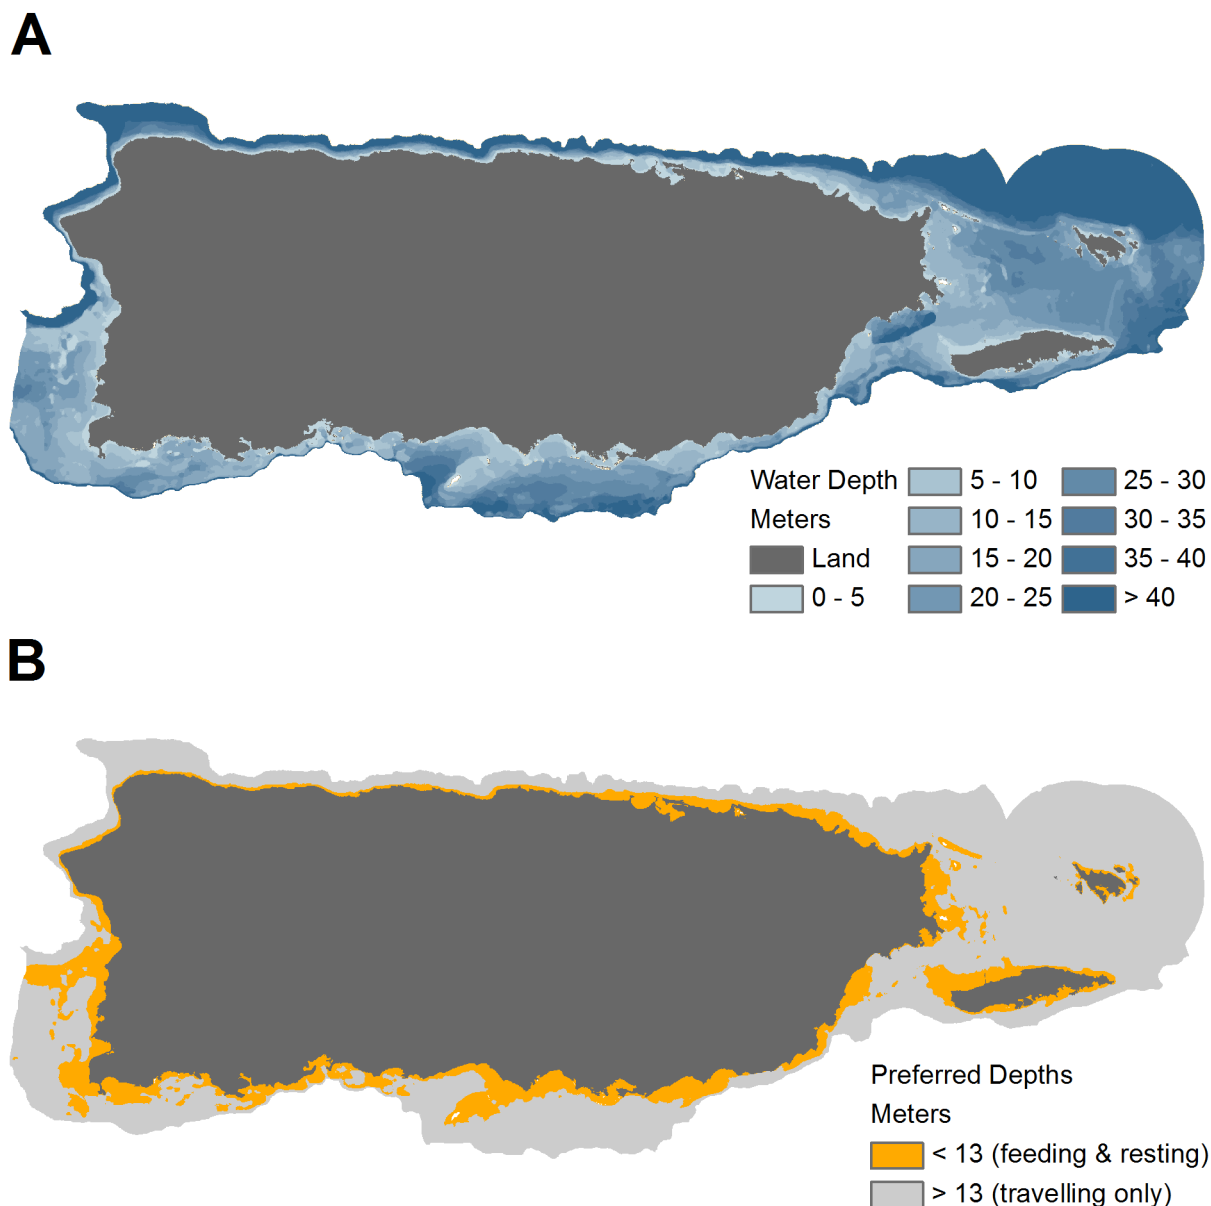 A
Water Depth
Meters
Land
0 - 5
5 - 10
10 - 15
15 - 20
20 - 25
25 - 30
30 - 35
35 - 40
> 40
B
Preferred Depths
Meters
< 13 (feeding & resting)
> 13 (travelling only)